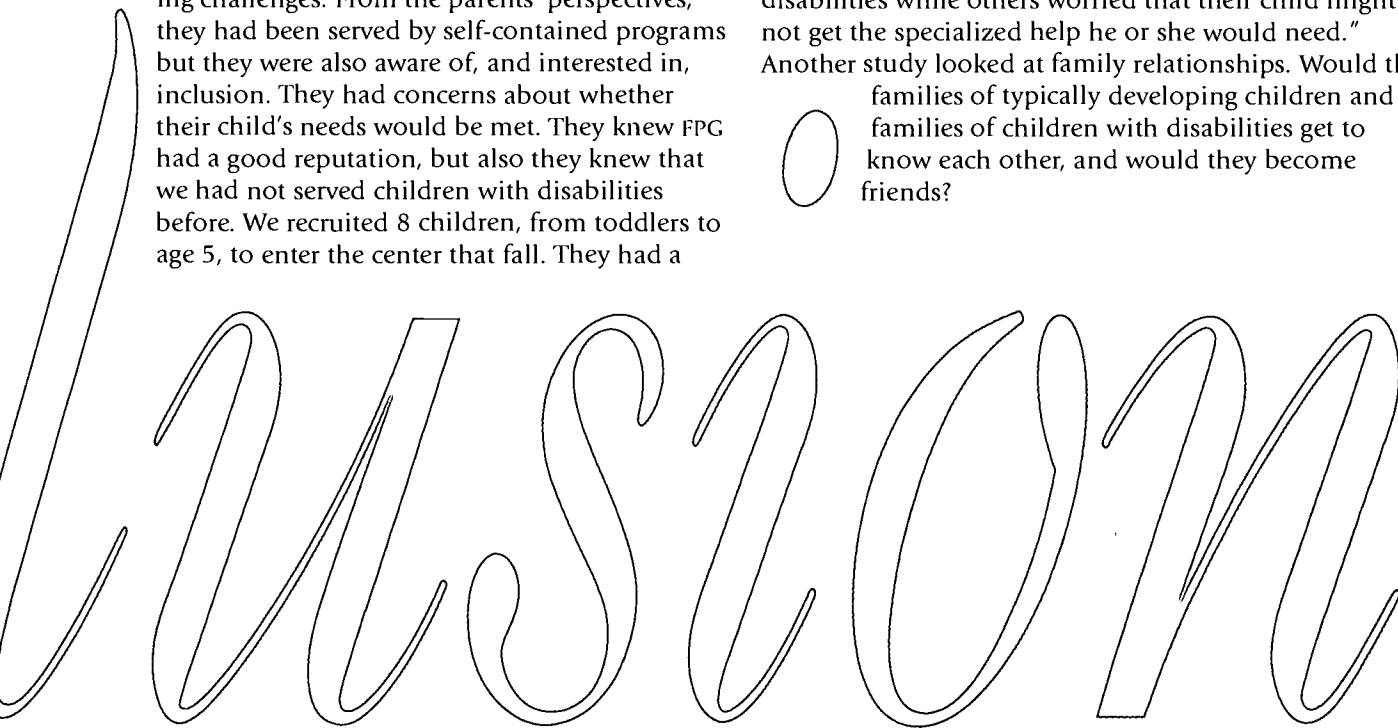 ing challenges. From the parents' perspectives,
they had been served by self-contained programs
but they were also aware of, and interested in,
inclusion. They had concerns about whether
their child's needs would be met. They knew FPG
had a good reputation, but also they knew that
we had not served children with disabilities
before. We recruited 8 children, from toddlers to
age 5, to enter the center that fall. They had a
disabilities while others worried that their child might
not get the specialized help he or she would need."
Another study looked at family relationships. Would
families of typically developing children and
families of children with disabilities get to
know each other, and would they become
friends?
lusion